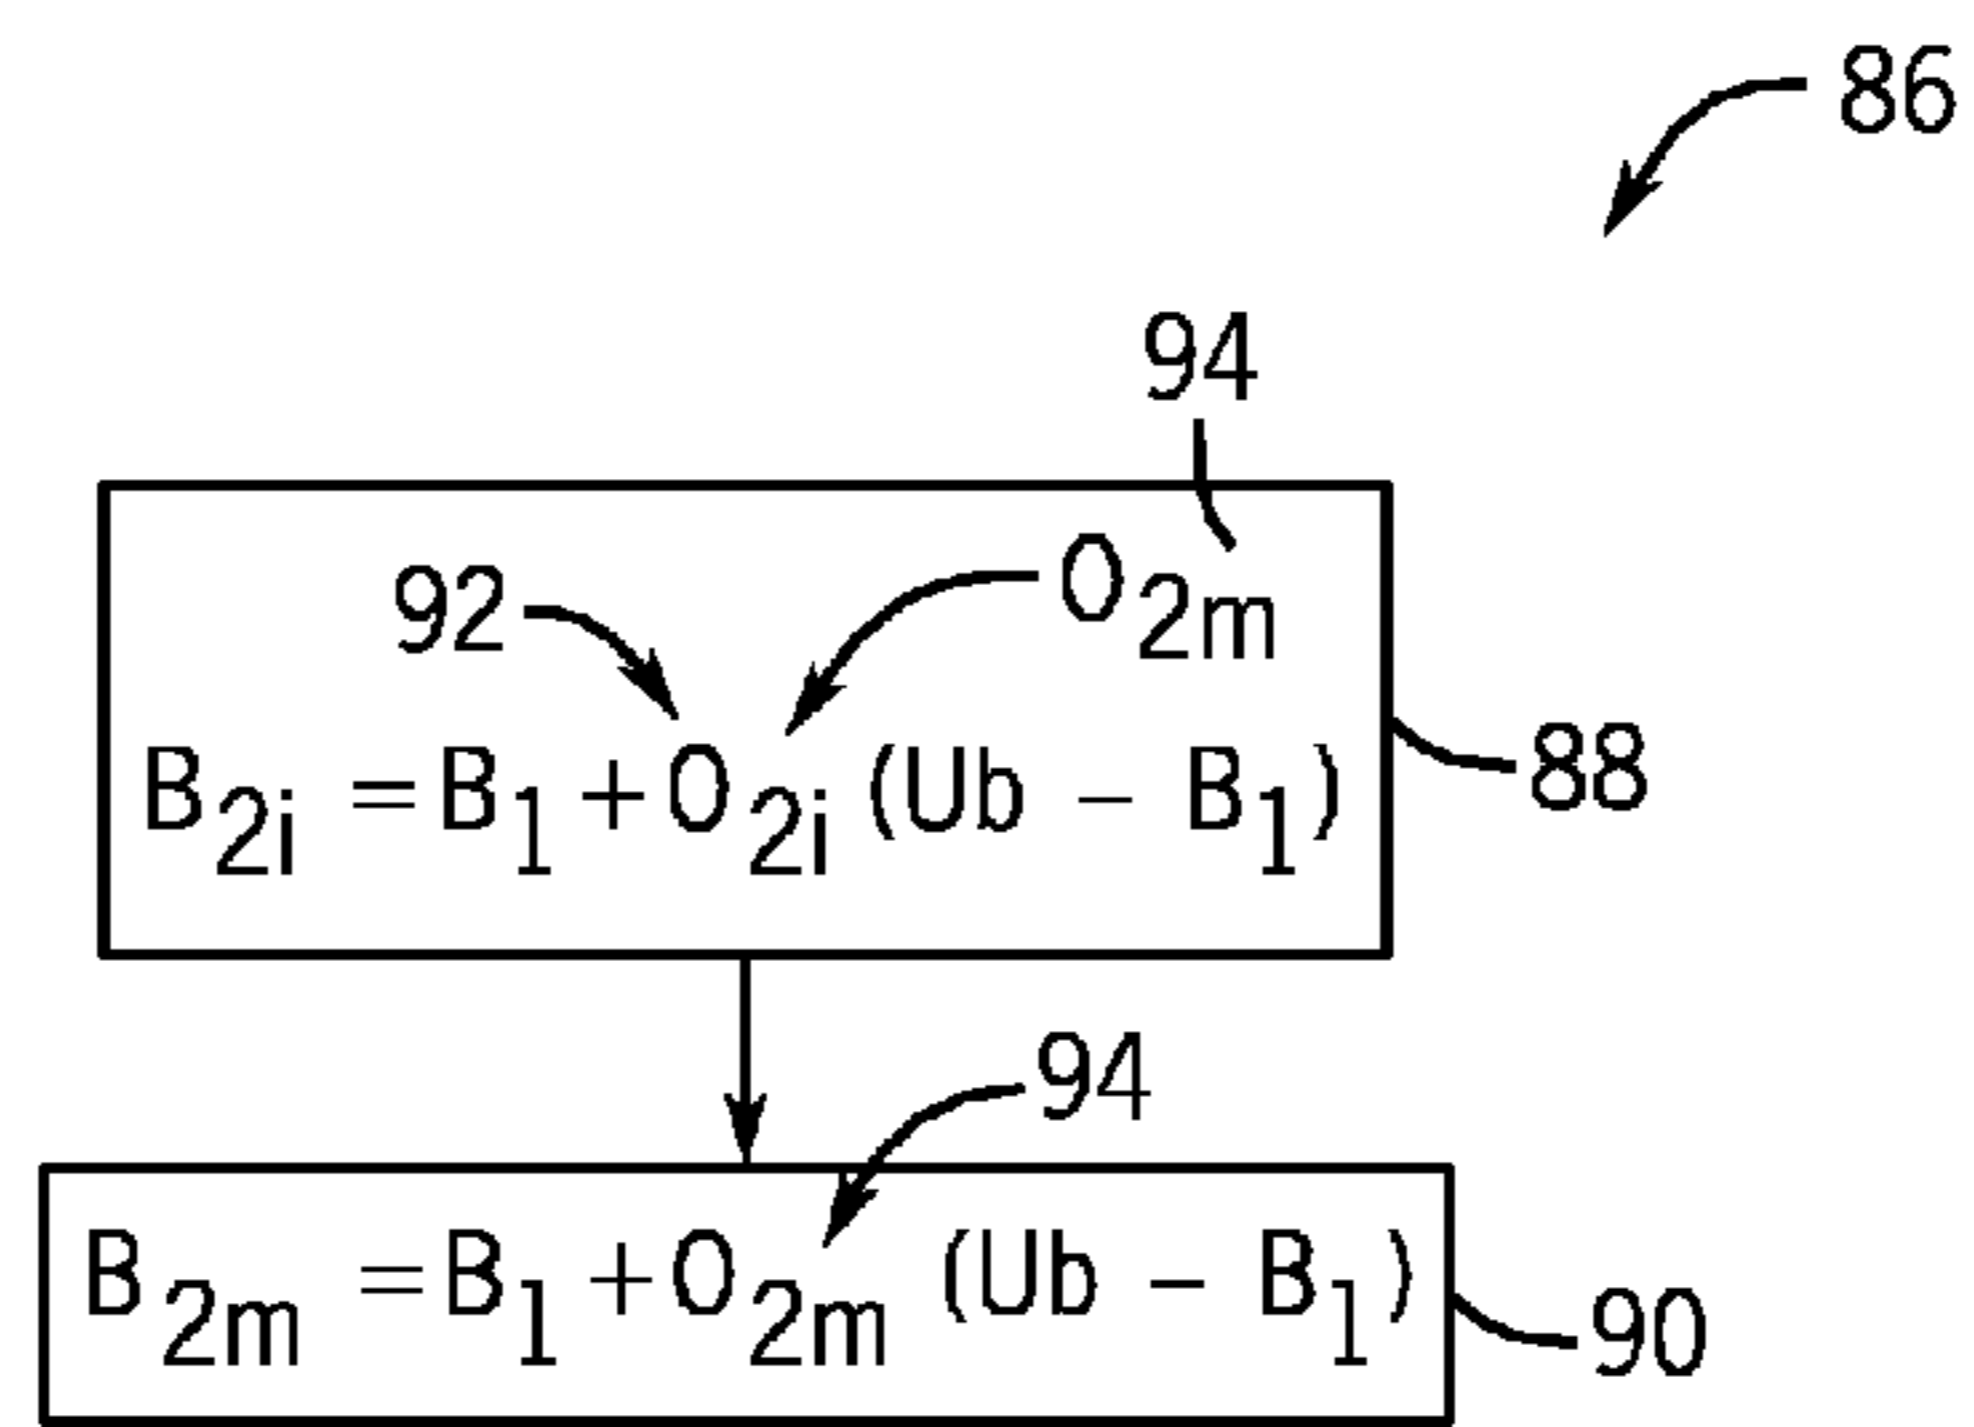 86
94
92 O2m
B2i = B1 + O2i (Ub − B1)
88
94
B2m = B1 + O2m (Ub − B1)
90